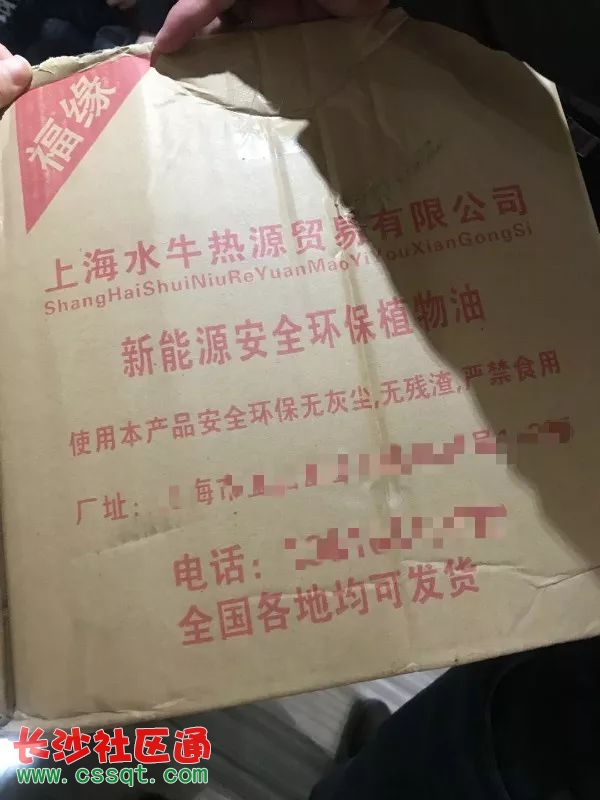 福缘
上海水牛热源贸易有限公司
ShangHaiShuiNiuReYuanMaoYiYouXianGongSi
新能源安全环保植物油
使用本产品安全环保无灰尘,无残渣,严禁食用
厂址：海市
电话：
全国各地均可发货
长沙社区通
www.cssqt.com